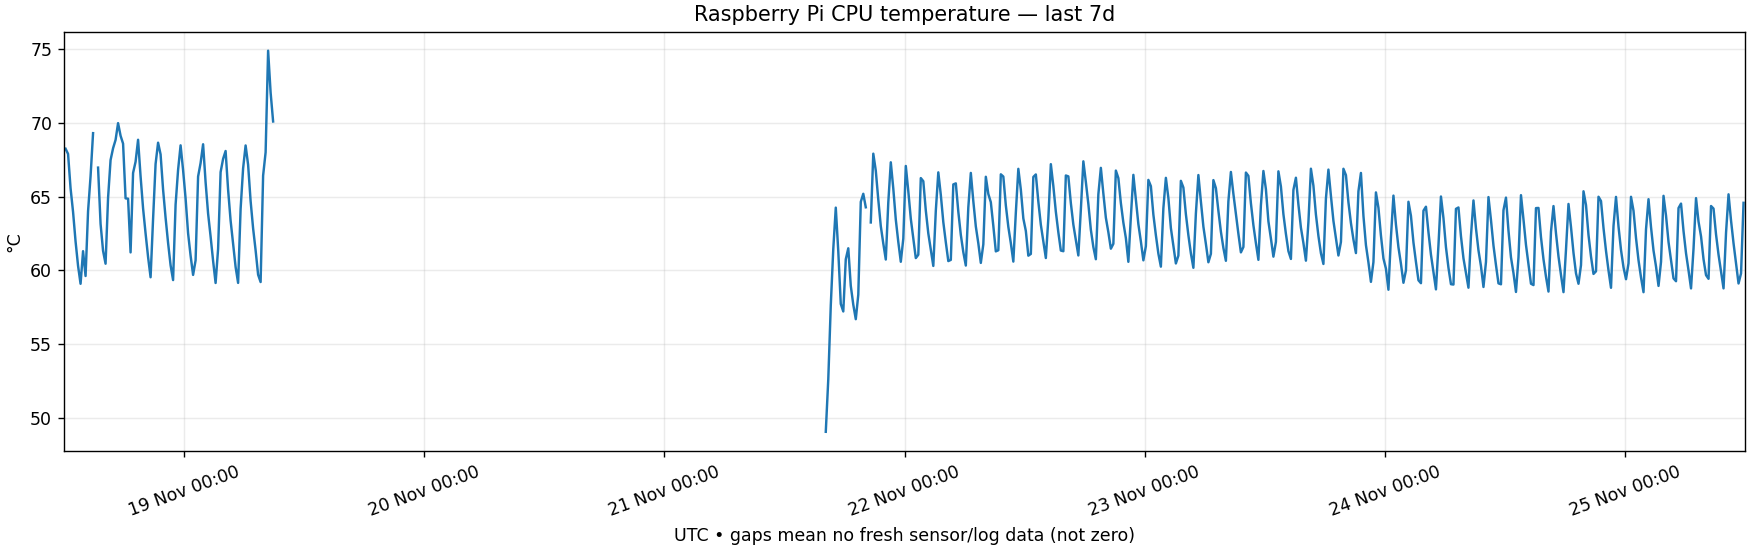 Raspberry Pi CPU temperature — last 7d
75
70
65
60
55
50
°C
19 Nov 00:00
20 Nov 00:00
21 Nov 00:00
22 Nov 00:00
23 Nov 00:00
24 Nov 00:00
25 Nov 00:00
UTC • gaps mean no fresh sensor/log data (not zero)